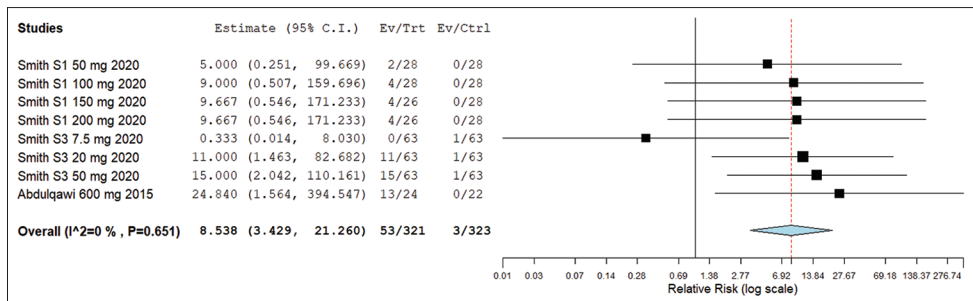 Studies Estimate (95% C.I.) Ev/Trt Ev/Ctrl
Smith S1 50 mg 2020 5.000 (0.251, 99.669) 2/28 0/28
Smith S1 100 mg 2020 9.000 (0.507, 159.696) 4/28 0/28
Smith S1 150 mg 2020 9.667 (0.546, 171.233) 4/26 0/28
Smith S1 200 mg 2020 9.667 (0.546, 171.233) 4/26 0/28
Smith S3 7.5 mg 2020 0.333 (0.014, 8.030) 0/63 1/63
Smith S3 20 mg 2020 11.000 (1.463, 82.682) 11/63 1/63
Smith S3 50 mg 2020 15.000 (2.042, 110.161) 15/63 1/63
Abdulqawi 600 mg 2015 24.840 (1.564, 394.547) 13/24 0/22
Overall (I^2=0 % , P=0.651) 8.538 (3.429, 21.260) 53/321 3/323
0.01 0.03 0.07 0.14 0.28 0.69 1.38 2.77 6.92 13.84 27.67 69.18 138.37 276.74
Relative Risk (log scale)